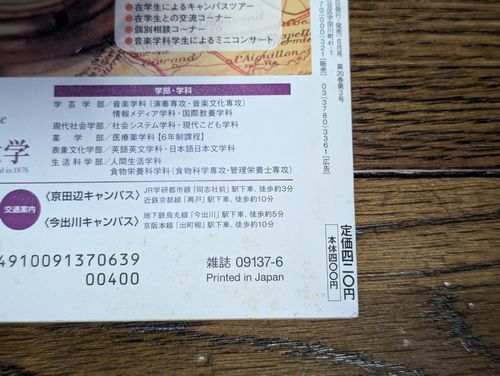 ●在学生によるキャンパスツアー
●在学生との交流コーナー
●個別相談コーナー
●音楽学科学生によるミニコンサート
学部・学科
学芸学部／音楽学科（演奏専攻・音楽文化専攻）
情報メディア学科・国際教養学科
現代社会学部／社会システム学科・現代こども学科
薬学部／医療薬学科【6年制課程】
表象文化学部／英語英文学科・日本語日本文学科
生活科学部／人間生活学科
食物栄養科学科（食物科学専攻・管理栄養士専攻）
学
d in 1876
交通案内
〈京田辺キャンパス〉
JR学研都市線「同志社前」駅下車、徒歩約3分
近鉄京都線「興戸」駅下車、徒歩約10分
〈今出川キャンパス〉
地下鉄烏丸線「今出川」駅下車、徒歩約5分
京阪本線「出町柳」駅下車、徒歩約10分
4910091370639
00400
雑誌 09137-6
Printed in Japan
定価四二〇円
本体四〇〇円
第20巻第3号
03(3780)3361(広告)
l'Aiguillon